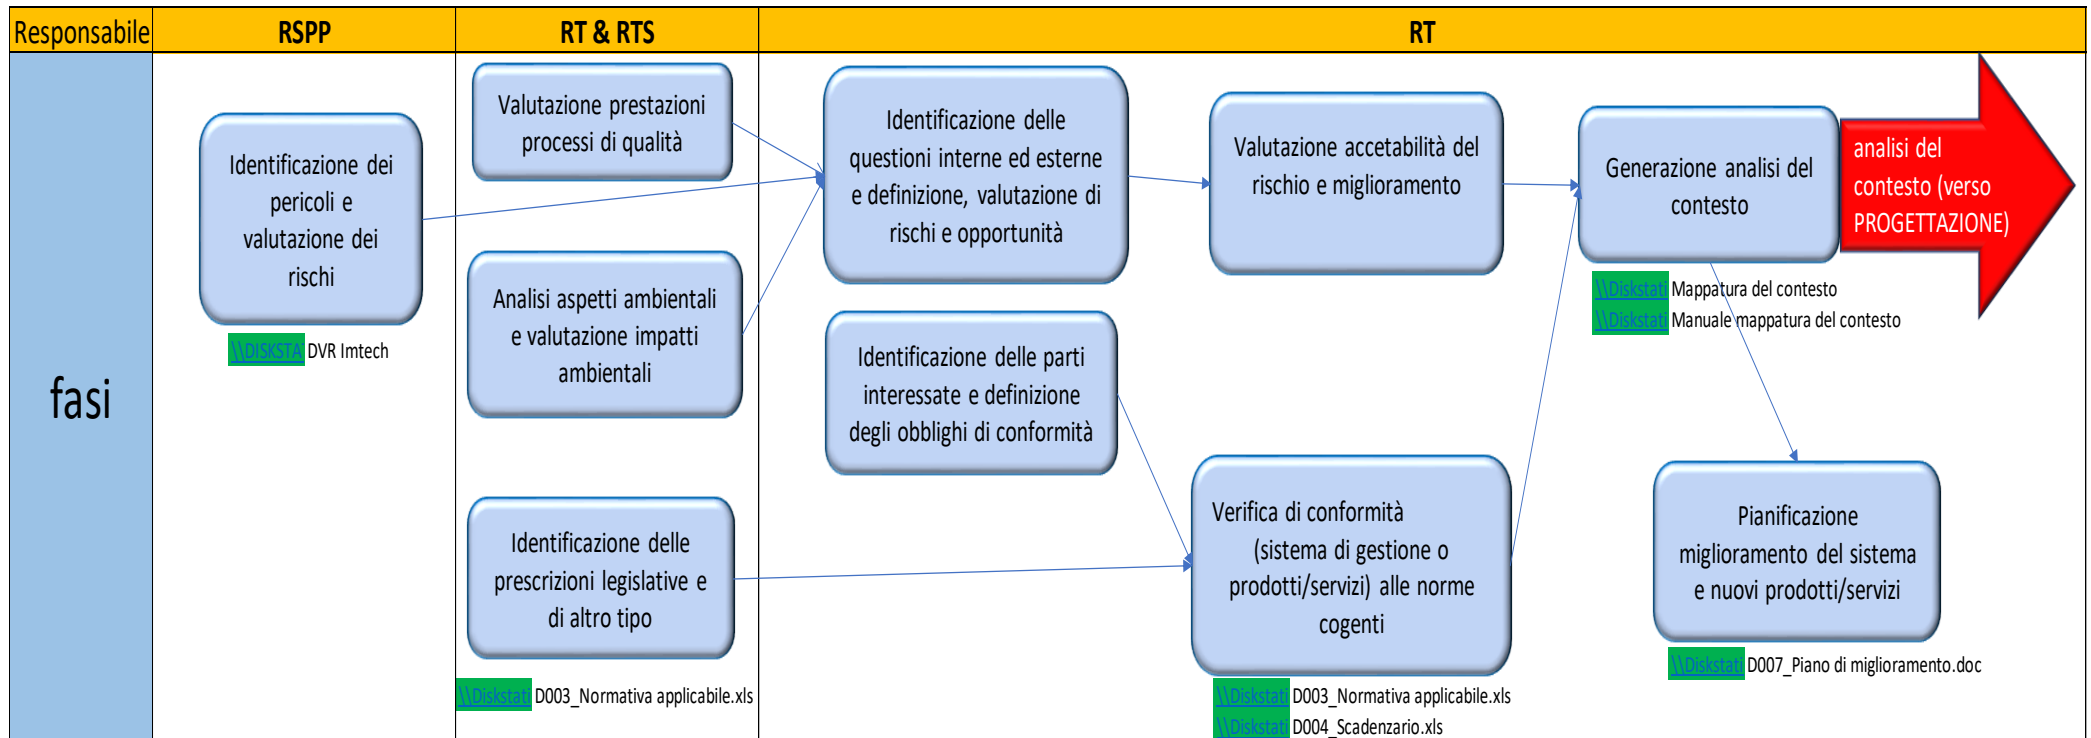 Responsabile
RSPP
RT & RTS
RT
fasi
Identificazione dei
pericoli e
valutazione dei
rischi
\\DISKSTA DVR Imtech
Valutazione prestazioni
processi di qualità
Analisi aspetti ambientali
e valutazione impatti
ambientali
Identificazione delle
prescrizioni legislative e
di altro tipo
\\Diskstati D003_Normativa applicabile.xls
Identificazione delle
questioni interne ed esterne
e definizione, valutazione di
rischi e opportunità
Identificazione delle parti
interessate e definizione
degli obblighi di conformità
Valutazione accetabilità del
rischio e miglioramento
Verifica di conformità
(sistema di gestione o
prodotti/servizi) alle norme
cogenti
\\Diskstati D003_Normativa applicabile.xls
\\Diskstati D004_Scadenzario.xls
Generazione analisi del
contesto
\\Diskstati Mappatura del contesto
\\Diskstati Manuale mappatura del contesto
analisi del
contesto (verso
PROGETTAZIONE)
Pianificazione
miglioramento del sistema
e nuovi prodotti/servizi
\\Diskstati D007_Piano di miglioramento.doc